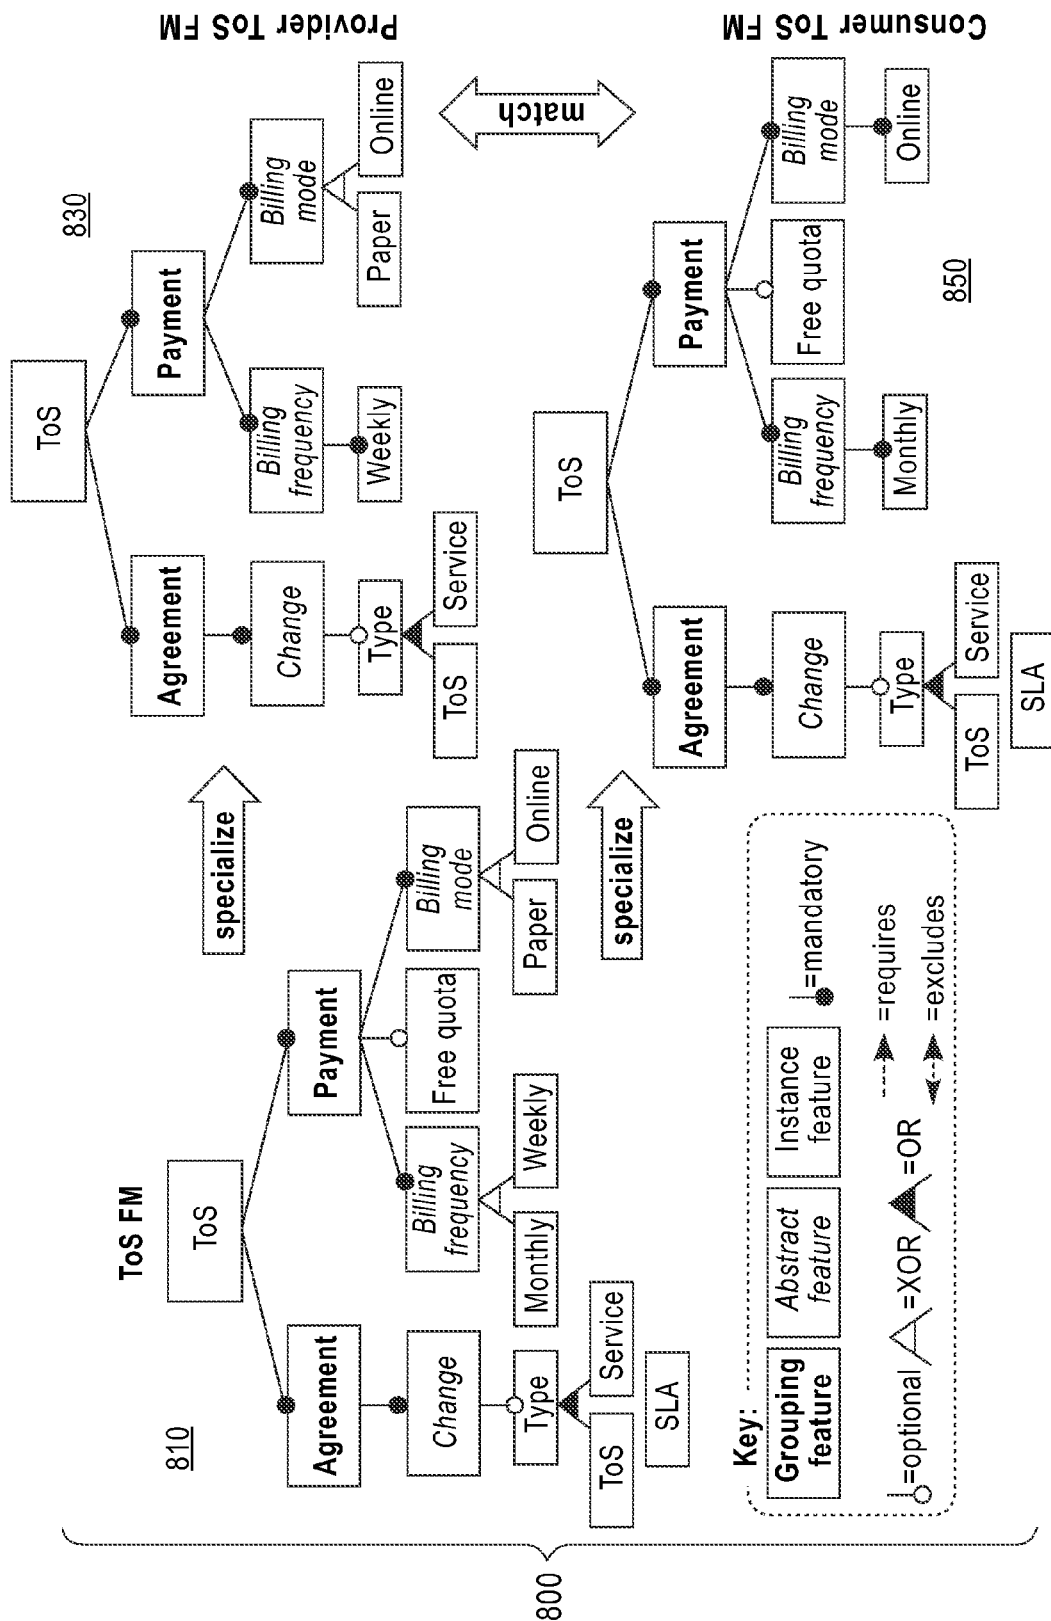 800
ToS FM
810
ToS
Agreement
Payment
Change
Billing
frequency
Free quota
Billing
mode
Type
Monthly
Weekly
Paper
Online
ToS
Service
SLA
specialize
specialize
830
ToS
Agreement
Payment
Change
Billing
frequency
Billing
mode
Type
Weekly
Paper
Online
ToS
Service
Provider ToS FM
match
ToS
Agreement
Payment
Change
Billing
frequency
Free quota
Billing
mode
Type
Monthly
Online
ToS
Service
SLA
850
Consumer ToS FM
Key:
Grouping
feature
Abstract
feature
Instance
feature
=mandatory
=optional
=XOR
=OR
=requires
=excludes